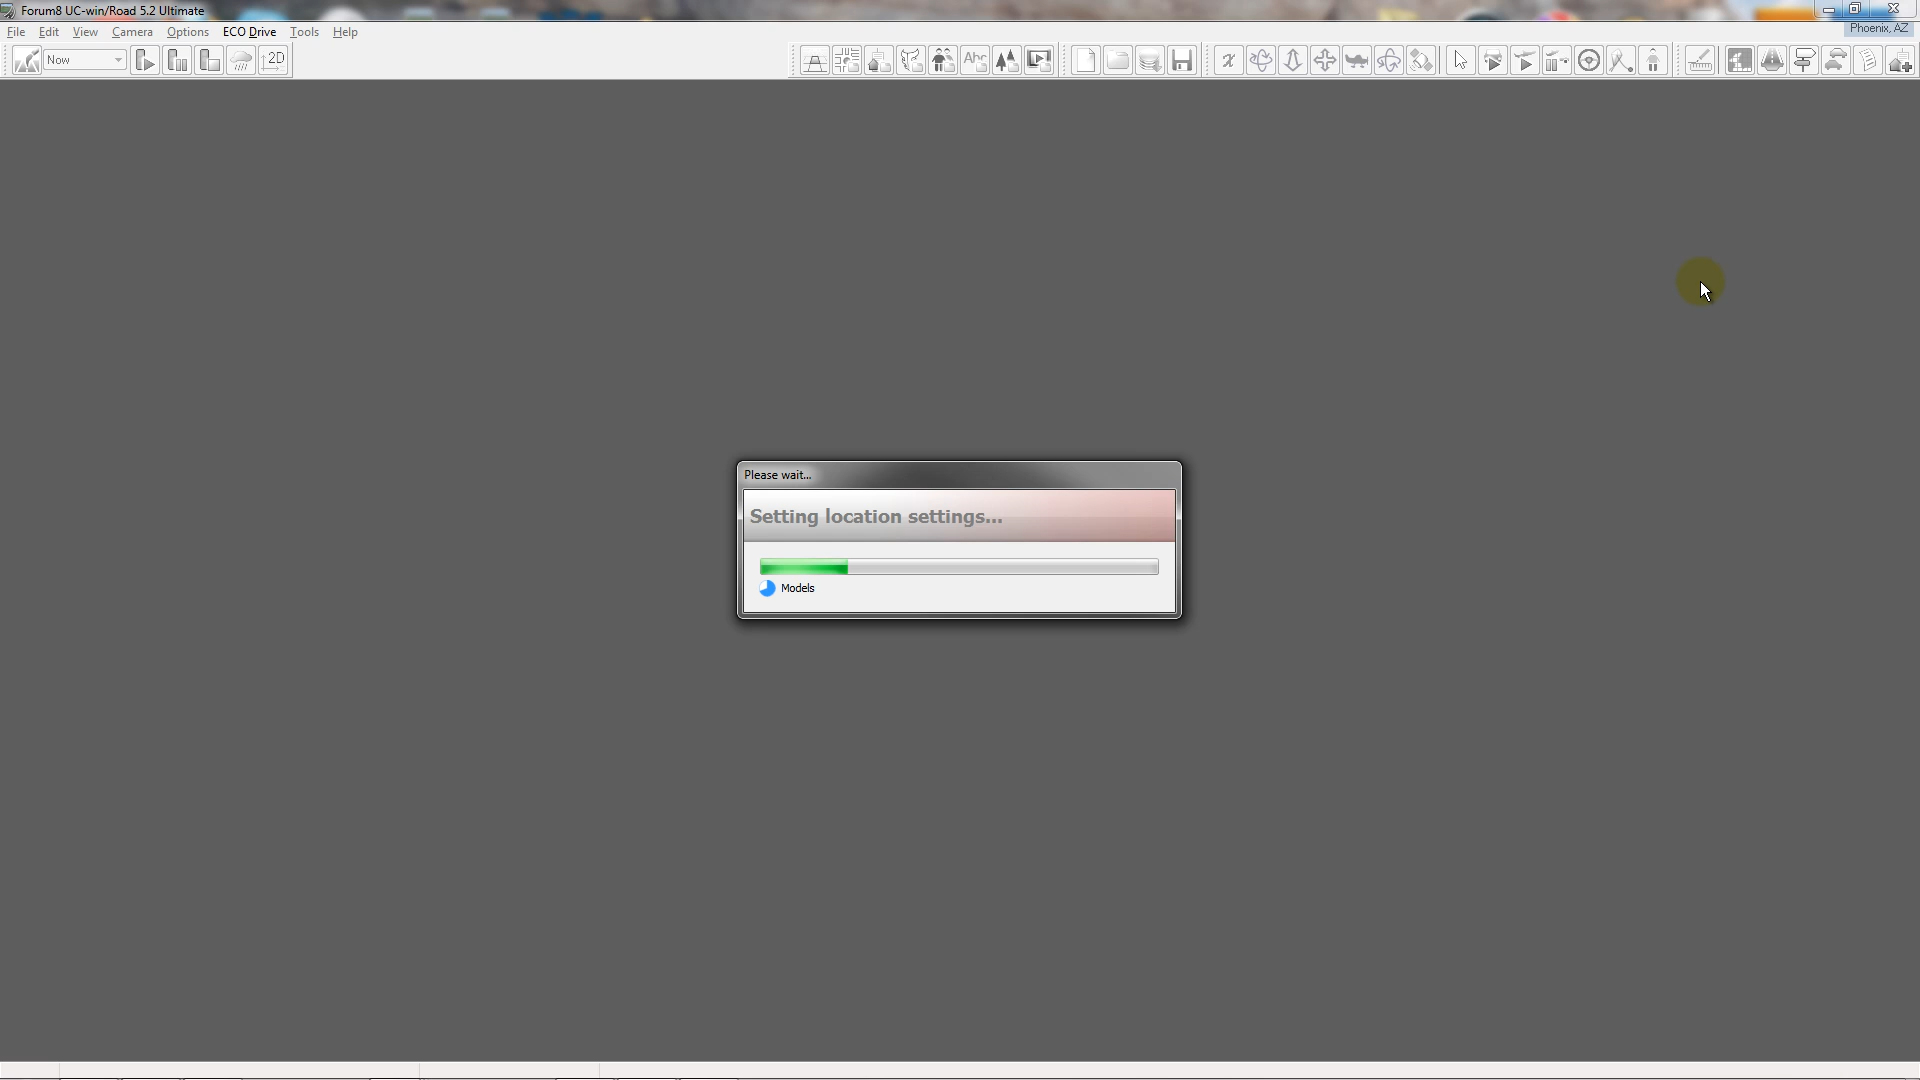 Forum8 UC-win/Road 5.2 Ultimate
Phoenix, AZ
File Edit View Camera Options ECO Drive Tools Help
Now 2D Abc x
Please wait...
Setting location settings...
Models